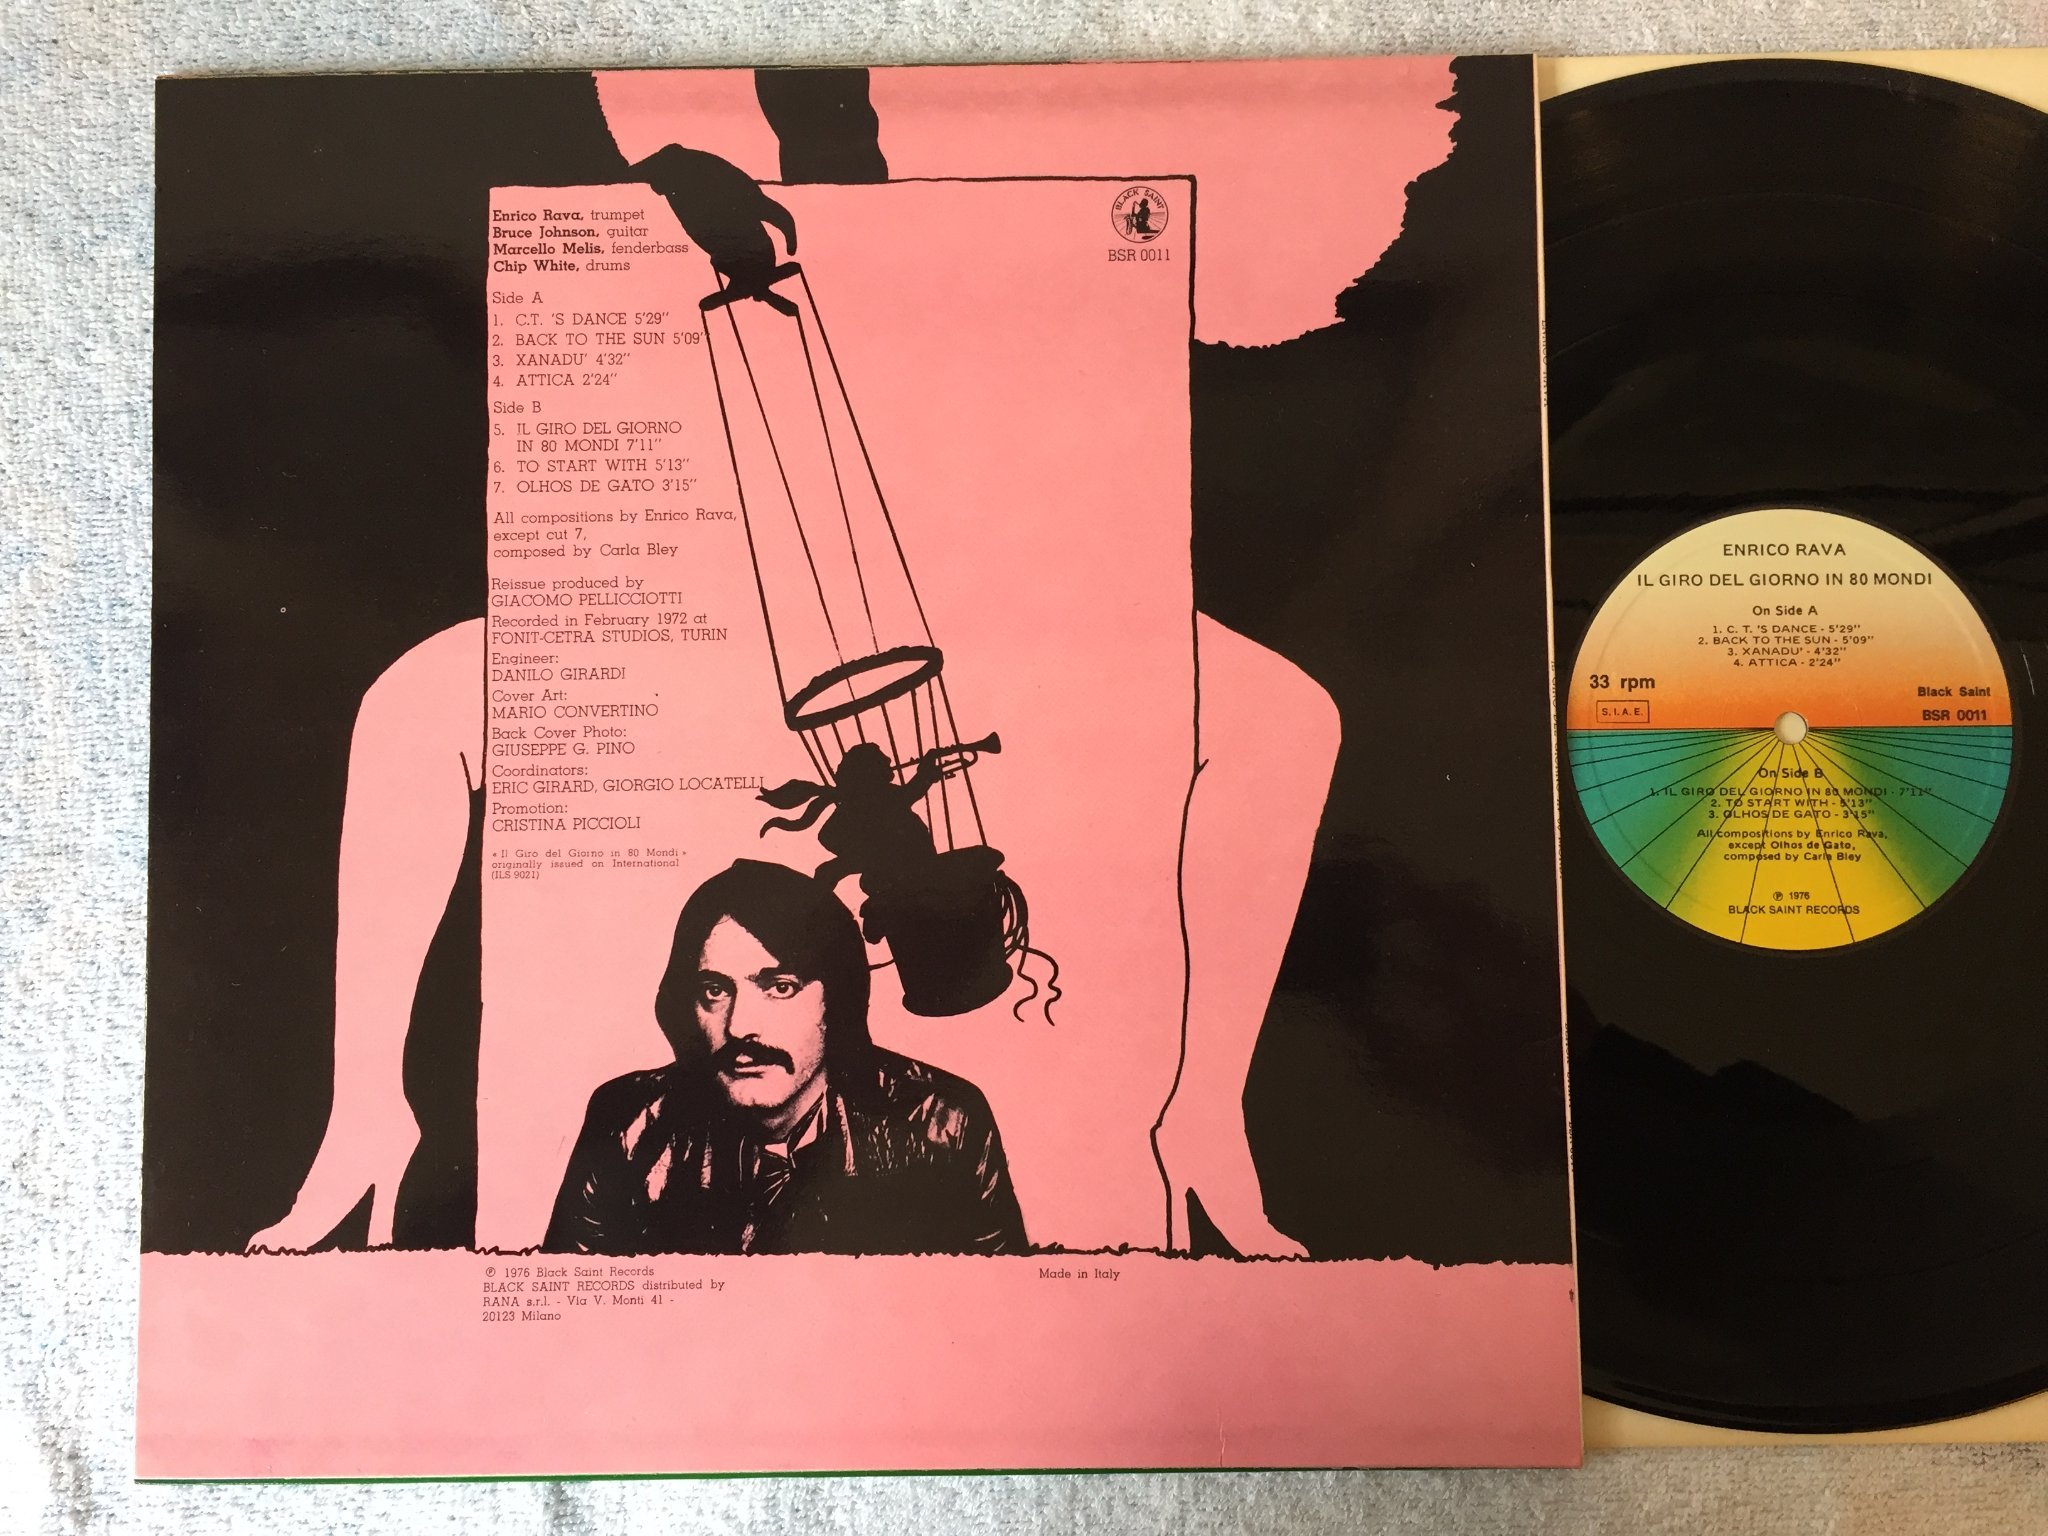 Enrico Rava, trumpet
Bruce Johnson, guitar
Marcello Melis, fenderbass
Chip White, drums
Side A
1. C.T. 'S DANCE 5'29''
2. BACK TO THE SUN 5'09''
3. XANADU' 4'32''
4. ATTICA 2'24''
Side B
5. IL GIRO DEL GIORNO
IN 80 MONDI 7'11''
6. TO START WITH 5'13''
7. OLHOS DE GATO 3'15''
All compositions by Enrico Rava,
except cut 7,
composed by Carla Bley
Reissue produced by
GIACOMO PELLICCIOTTI
Recorded in February 1972 at
FONIT-CETRA STUDIOS, TURIN
Engineer:
DANILO GIRARDI
Cover Art:
MARIO CONVERTINO
Back Cover Photo:
GIUSEPPE G. PINO
Coordinators:
ERIC GIRARD, GIORGIO LOCATELLI
Promotion:
CRISTINA PICCIOLI
« Il Giro del Giorno in 80 Mondi »
originally issued on International
(ILS 9021)
BLACK SAINT
BSR 0011
℗ 1976 Black Saint Records
BLACK SAINT RECORDS distributed by
RANA s.r.l. - Via V. Monti 41 -
20123 Milano
Made in Italy
ENRICO RAVA
IL GIRO DEL GIORNO IN 80 MONDI
On Side A
1. C. T. 'S DANCE - 5'29''
2. BACK TO THE SUN - 5'09''
3. XANADU' - 4'32''
4. ATTICA - 2'24''
33 rpm
S.I.A.E.
Black Saint
BSR 0011
On Side B
1. IL GIRO DEL GIORNO IN 80 MONDI - 7'11''
2. TO START WITH - 5'13''
3. OLHOS DE GATO - 3'15''
All compositions by Enrico Rava,
except Olhos de Gato,
composed by Carla Bley
℗ 1976
BLACK SAINT RECORDS